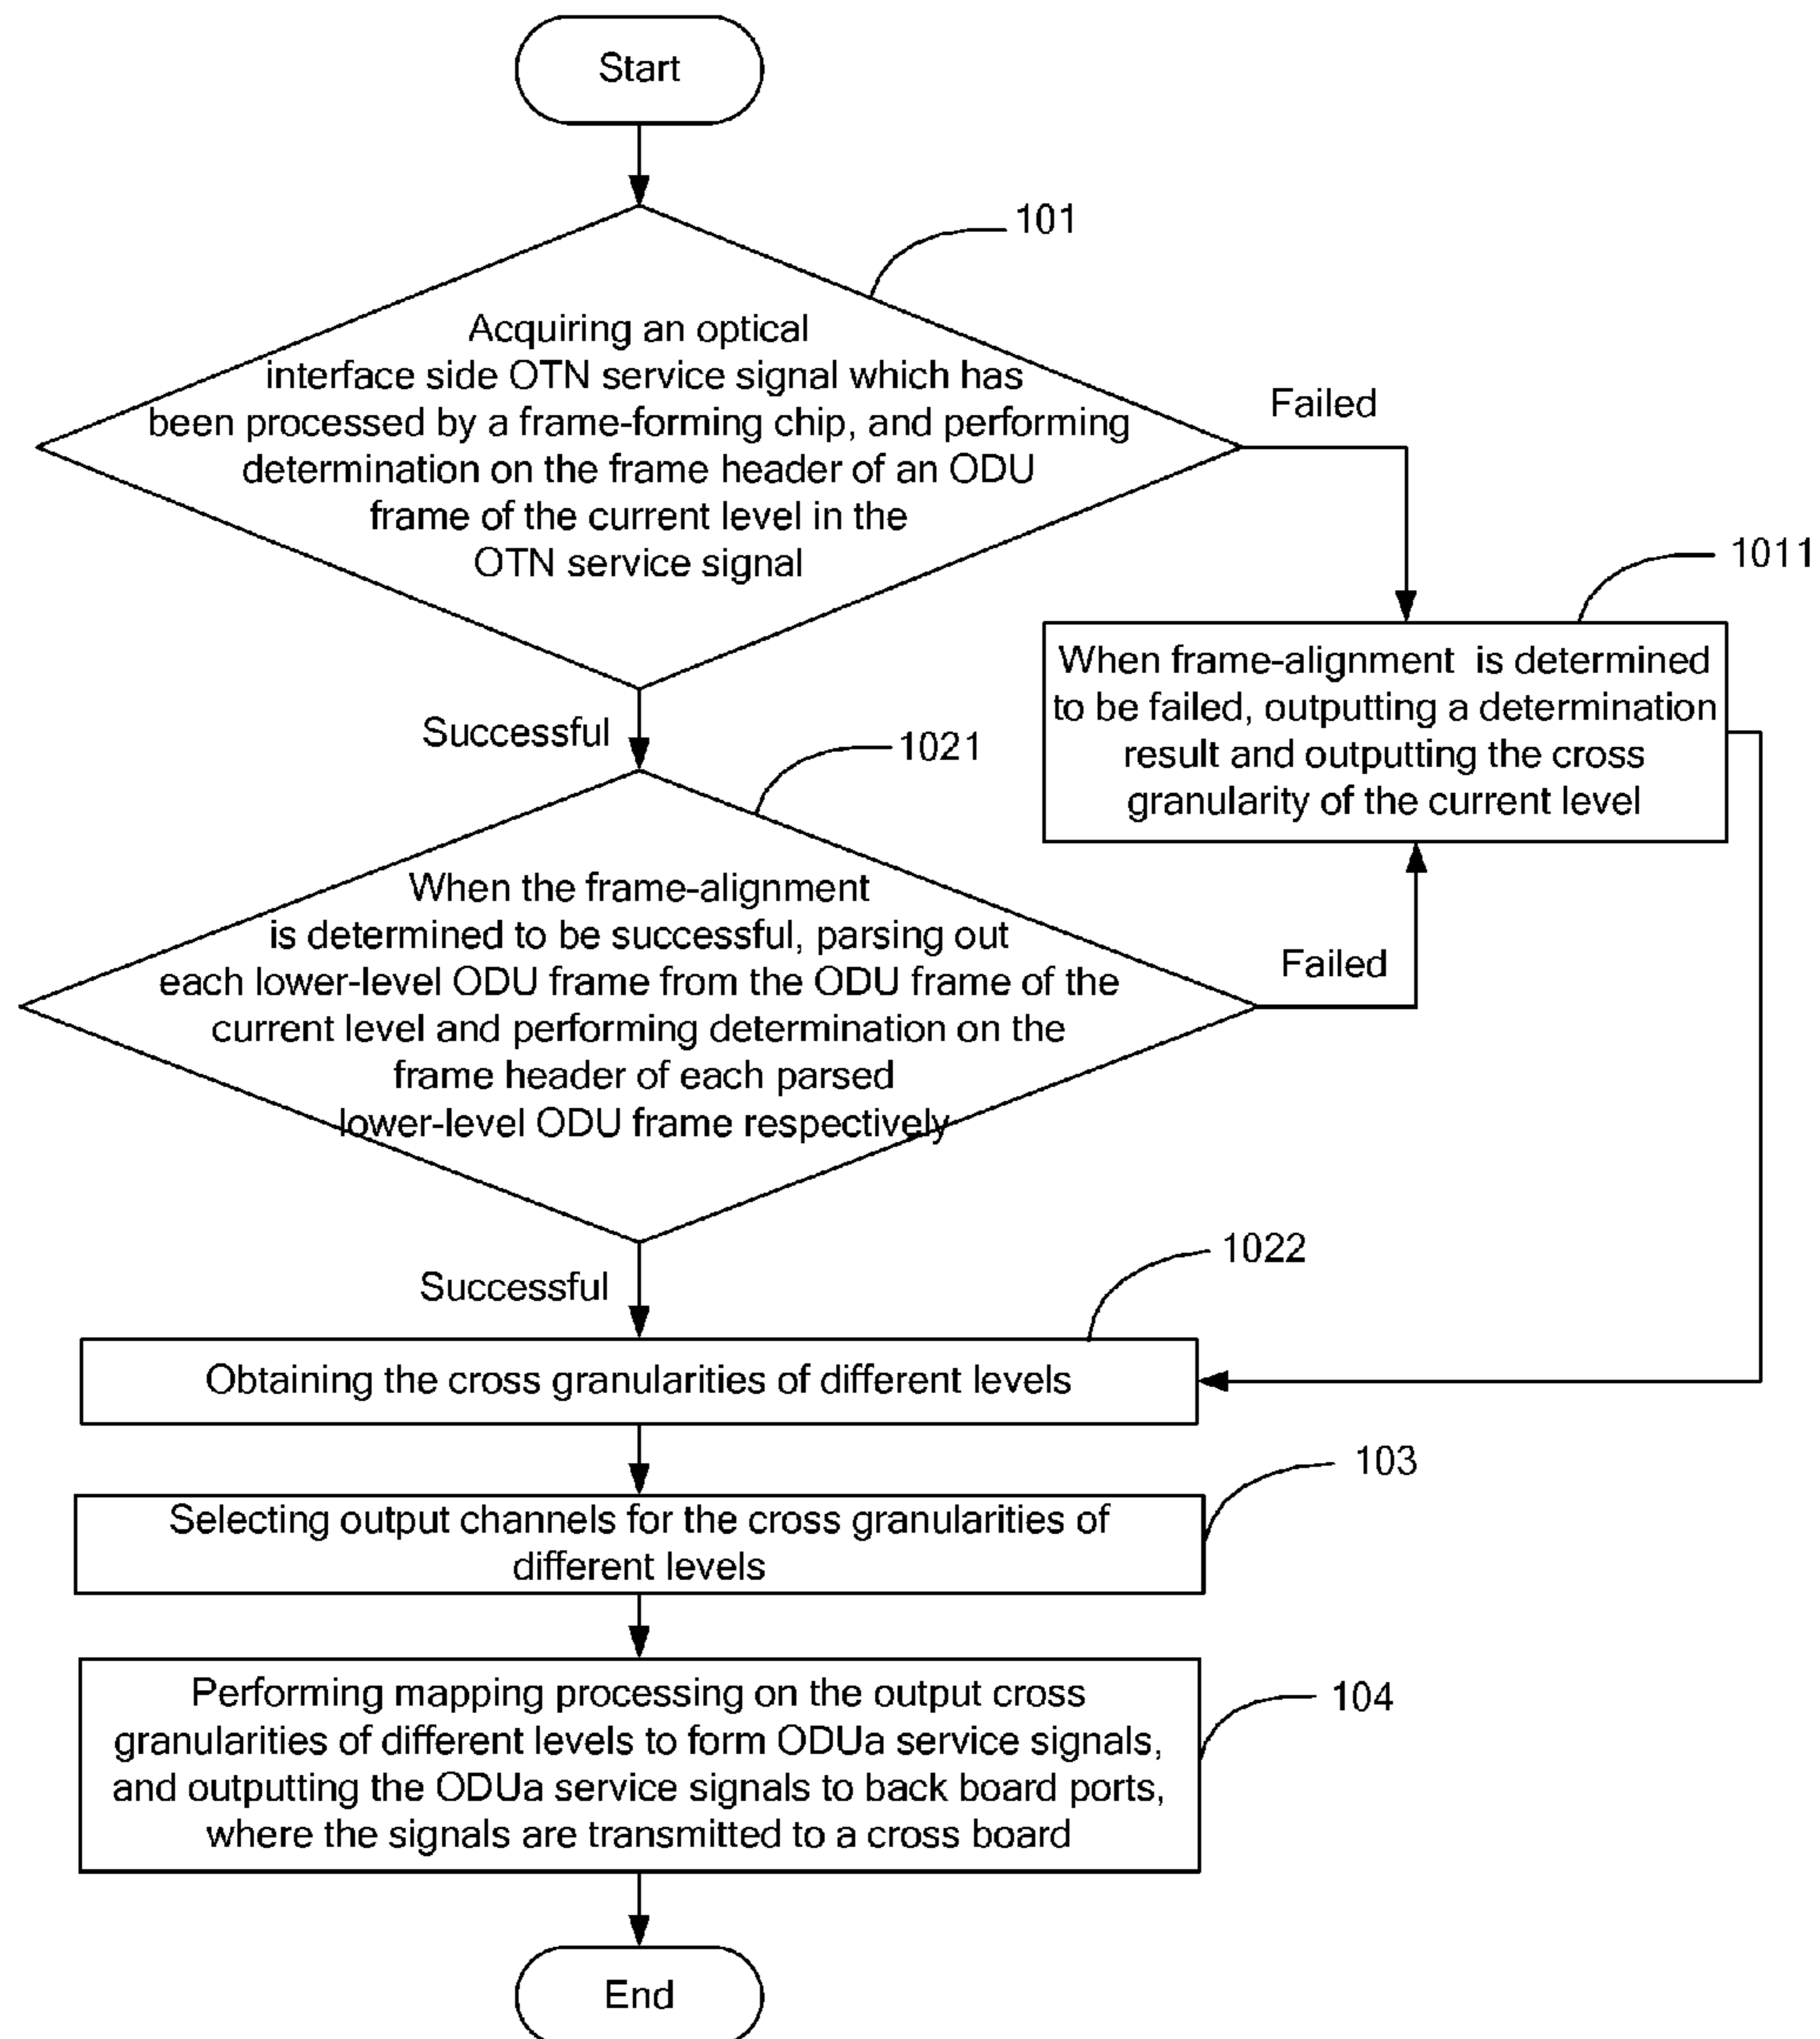 Start
101
Acquiring an optical
interface side OTN service signal which has
been processed by a frame-forming chip, and performing
determination on the frame header of an ODU
frame of the current level in the
OTN service signal
Failed
1011
When frame-alignment is determined
to be failed, outputting a determination
result and outputting the cross
granularity of the current level
Successful
1021
When the frame-alignment
is determined to be successful, parsing out
each lower-level ODU frame from the ODU frame of the
current level and performing determination on the
frame header of each parsed
lower-level ODU frame respectively
Failed
Successful
1022
Obtaining the cross granularities of different levels
103
Selecting output channels for the cross granularities of
different levels
104
Performing mapping processing on the output cross
granularities of different levels to form ODUa service signals,
and outputting the ODUa service signals to back board ports,
where the signals are transmitted to a cross board
End